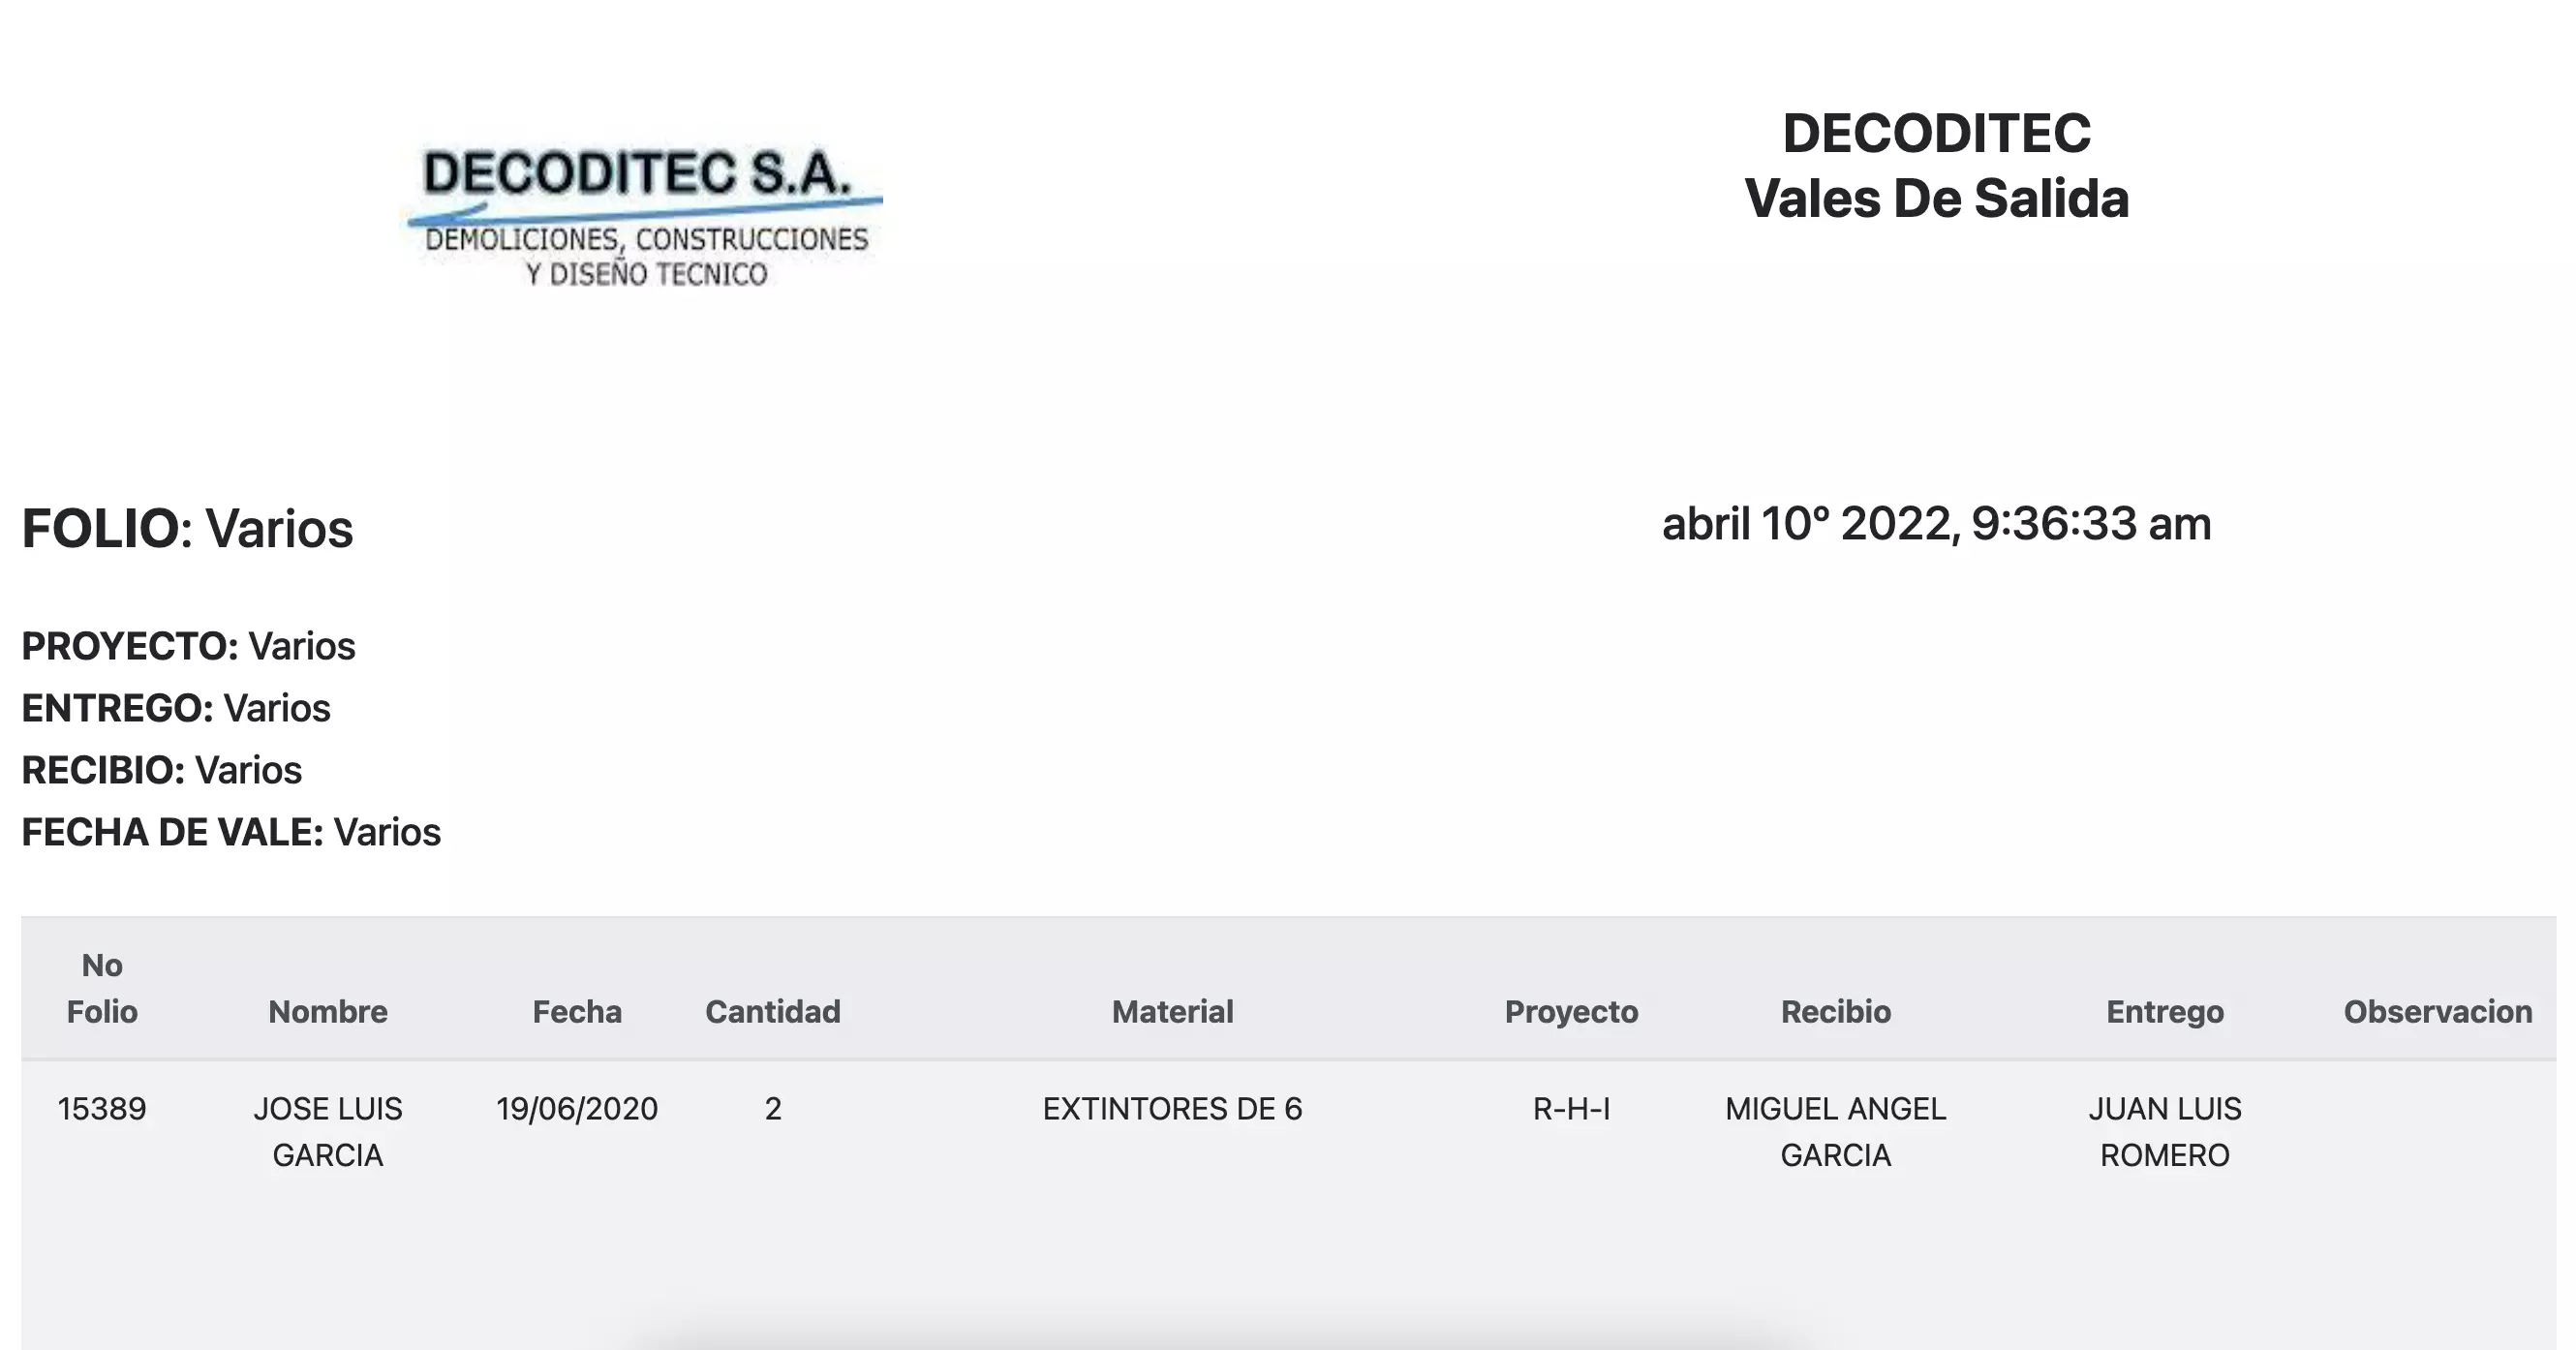 DECODITEC S.A.
DEMOLICIONES, CONSTRUCCIONES
Y DISEÑO TECNICO
DECODITEC
Vales De Salida
FOLIO: Varios
abril 10º 2022, 9:36:33 am
PROYECTO: Varios
ENTREGO: Varios
RECIBIO: Varios
FECHA DE VALE: Varios
No Folio Nombre Fecha Cantidad Material Proyecto Recibio Entrego Observacion
15389 JOSE LUIS 19/06/2020 2 EXTINTORES DE 6 R-H-I MIGUEL ANGEL JUAN LUIS
GARCIA GARCIA ROMERO